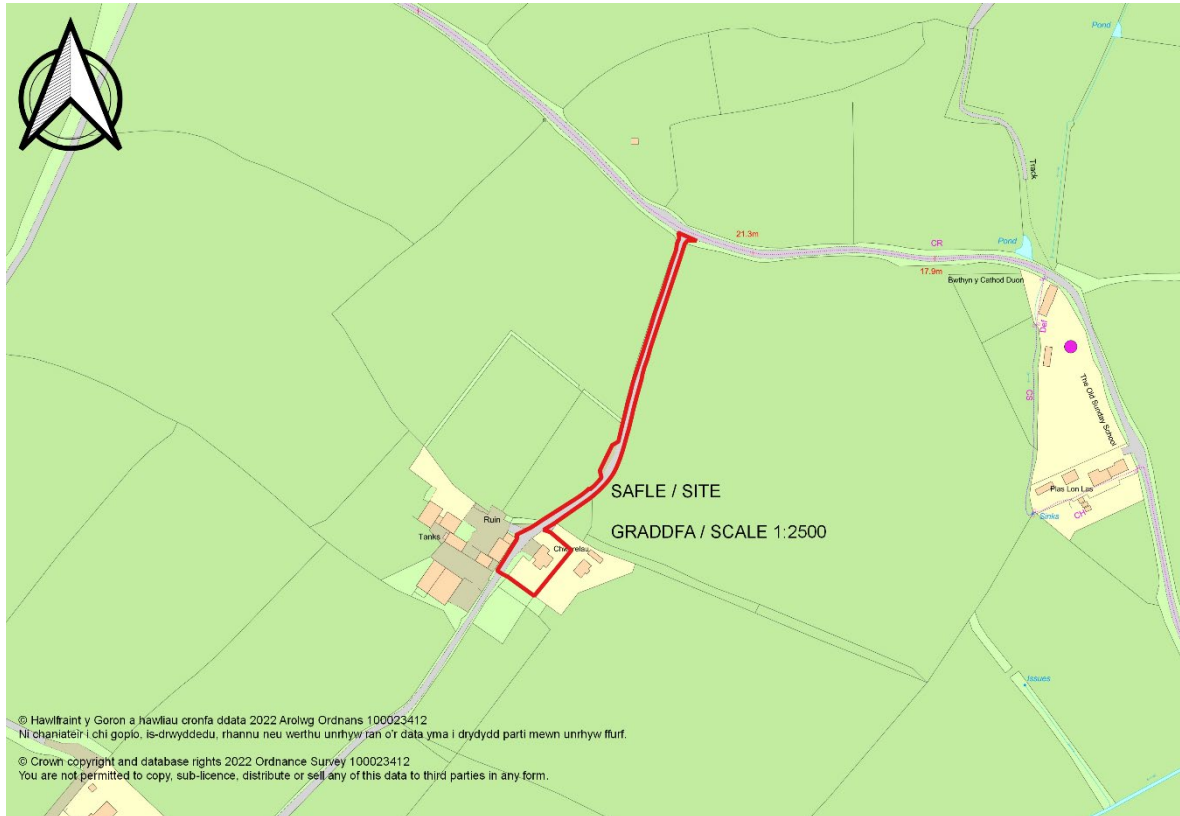 Pond
Track
21.3m
CR
Pond
17.9m
Bwthyn y Cathod Duon
Def
CS
The Old Sunday School
SAFLE / SITE
Plas Lon Las
Ruin
Sinks
CH
GRADDFA / SCALE 1:2500
Tanks
Issues
© Hawlfraint y Goron a hawliau cronfa ddata 2022 Arolwg Ordnans 100023412
Ni chaniateir i chi gopïo, is-drwyddedu, rhannu neu werthu unrhyw ran o'r data yma i drydydd parti mewn unrhyw ffurf.
© Crown copyright and database rights 2022 Ordnance Survey 100023412
You are not permitted to copy, sub-licence, distribute or sell any of this data to third parties in any form.